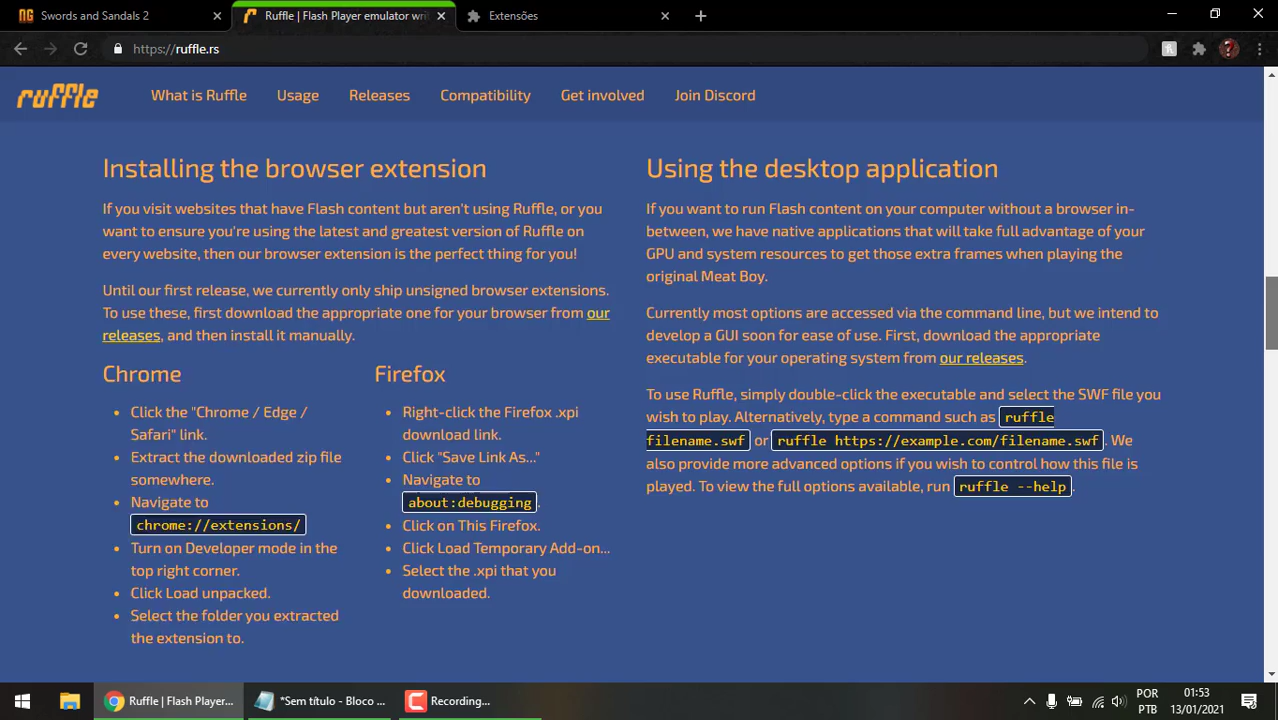 Swords and Sandals 2
Ruffle | Flash Player emulator wri
Extensões
https://ruffle.rs
ruffle
What is Ruffle
Usage
Releases
Compatibility
Get involved
Join Discord
Installing the browser extension
If you visit websites that have Flash content but aren't using Ruffle, or you
want to ensure you're using the latest and greatest version of Ruffle on
every website, then our browser extension is the perfect thing for you!
Until our first release, we currently only ship unsigned browser extensions.
To use these, first download the appropriate one for your browser from our
releases, and then install it manually.
Chrome
Click the "Chrome / Edge /
Safari" link.
Extract the downloaded zip file
somewhere.
Navigate to
chrome://extensions/
Turn on Developer mode in the
top right corner.
Click Load unpacked.
Select the folder you extracted
the extension to.
Firefox
Right-click the Firefox .xpi
download link.
Click "Save Link As..."
Navigate to
about:debugging.
Click on This Firefox.
Click Load Temporary Add-on...
Select the .xpi that you
downloaded.
Using the desktop application
If you want to run Flash content on your computer without a browser in-
between, we have native applications that will take full advantage of your
GPU and system resources to get those extra frames when playing the
original Meat Boy.
Currently most options are accessed via the command line, but we intend to
develop a GUI soon for ease of use. First, download the appropriate
executable for your operating system from our releases.
To use Ruffle, simply double-click the executable and select the SWF file you
wish to play. Alternatively, type a command such as ruffle
filename.swf or ruffle https://example.com/filename.swf. We
also provide more advanced options if you wish to control how this file is
played. To view the full options available, run ruffle --help.
Ruffle | Flash Player...
*Sem título - Bloco ...
Recording...
POR
PTB
01:53
13/01/2021